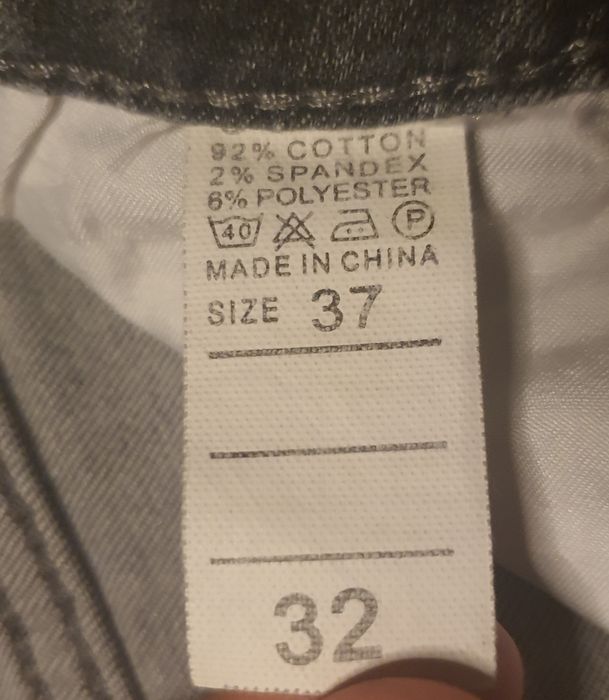 92% COTTON
2% SPANDEX
6% POLYESTER
40 P
MADE IN CHINA
SIZE 37
32